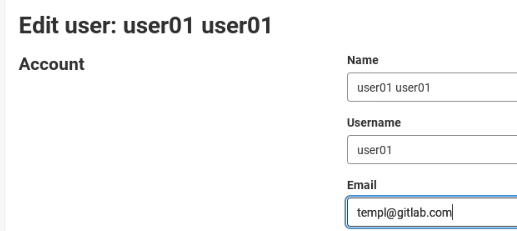 Edit user: user01 user01
Account
Name
user01 user01
Username
user01
Email
templ@gitlab.com